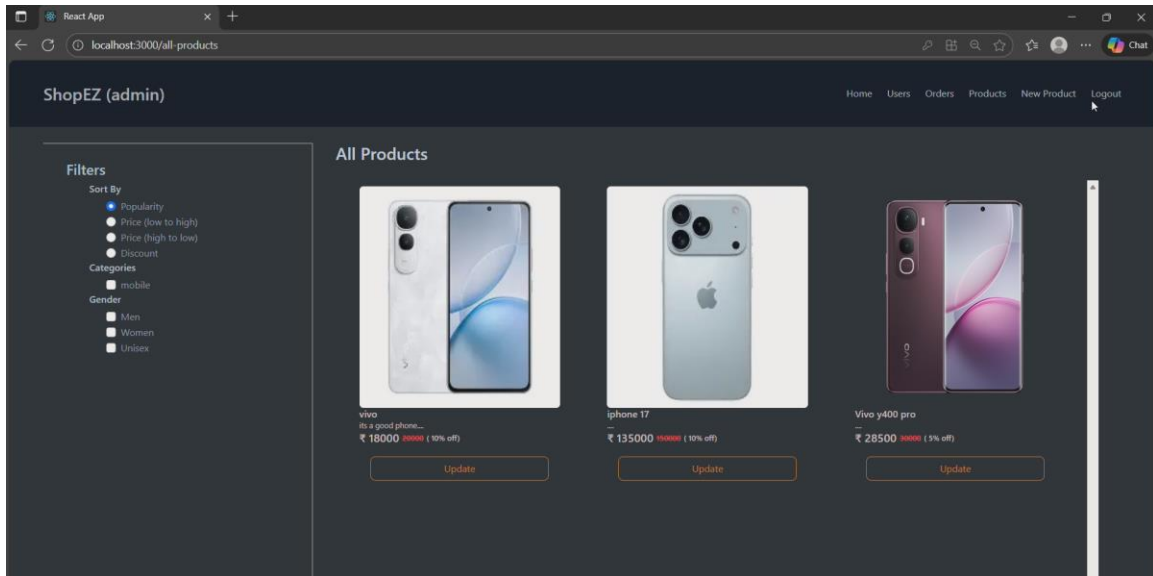 React App
localhost:3000/all-products
Chat
ShopEZ (admin)
Home Users Orders Products New Product Logout
Filters
Sort By
Popularity
Price (low to high)
Price (high to low)
Discount
Categories
mobile
Gender
Men
Women
Unisex
All Products
vivo
its a good phone....
₹ 18000 20000 ( 10% off)
Update
iphone 17
....
₹ 135000 150000 ( 10% off)
Update
vivo
Vivo y400 pro
....
₹ 28500 30000 ( 5% off)
Update